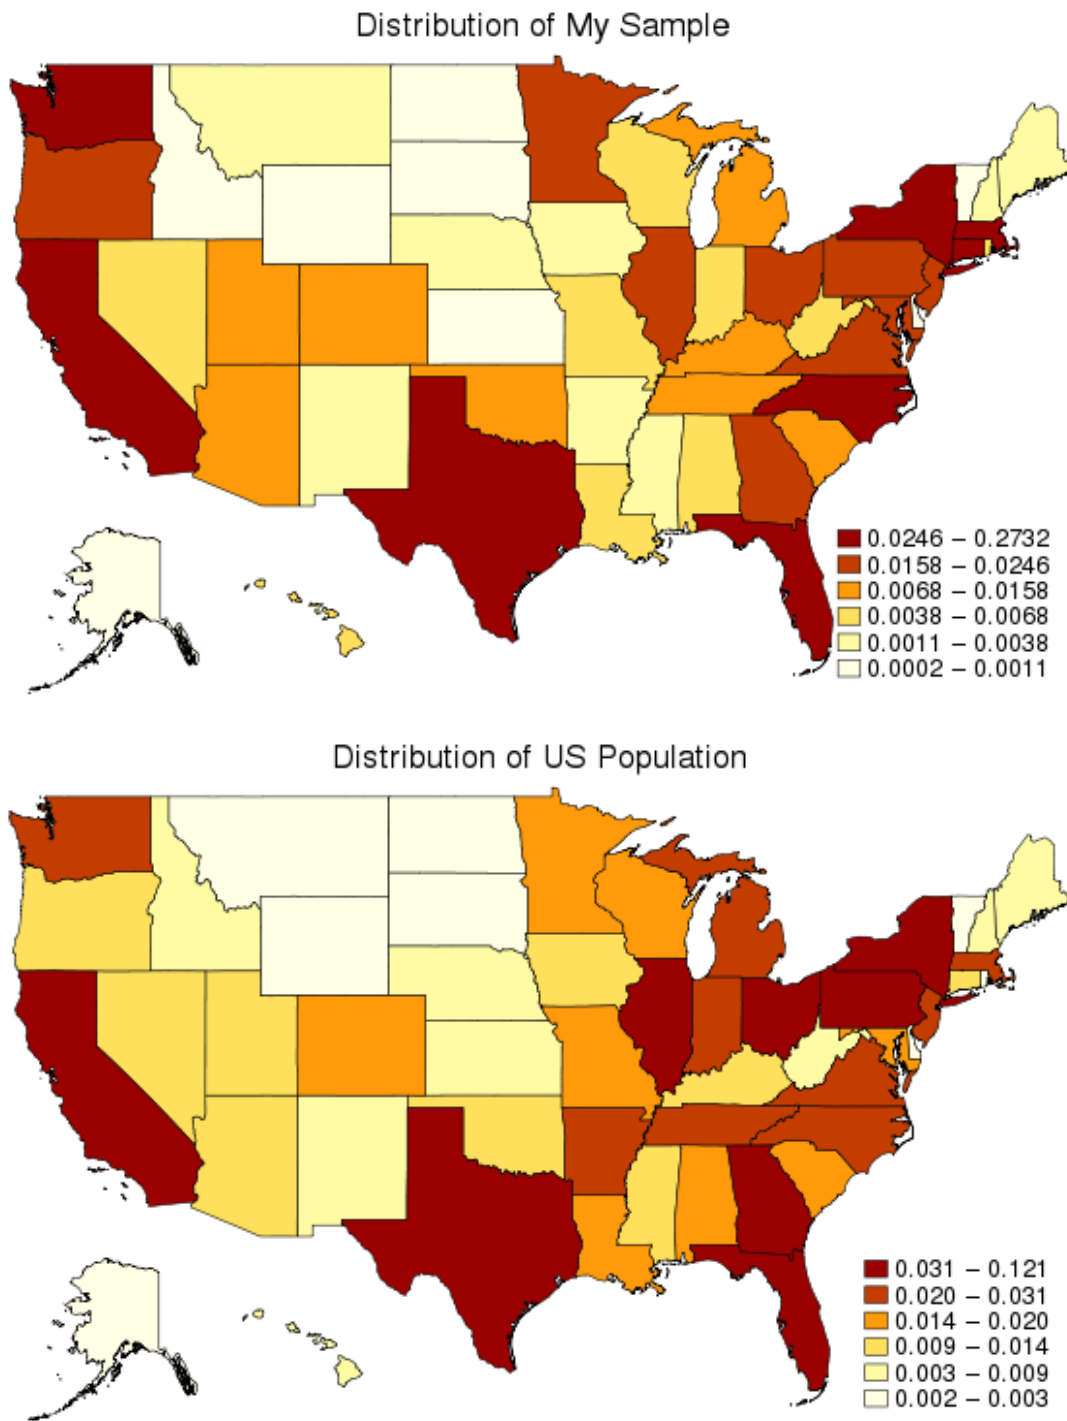 Distribution of My Sample
0.0246 – 0.2732
0.0158 – 0.0246
0.0068 – 0.0158
0.0038 – 0.0068
0.0011 – 0.0038
0.0002 – 0.0011
Distribution of US Population
0.031 – 0.121
0.020 – 0.031
0.014 – 0.020
0.009 – 0.014
0.003 – 0.009
0.002 – 0.003